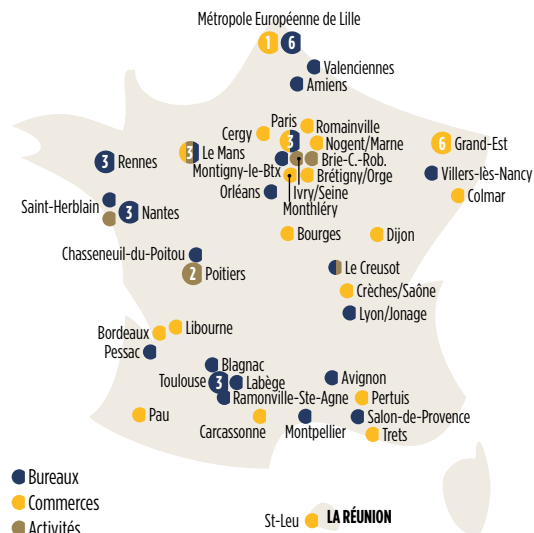 Métropole Européenne de Lille
1 6
Valenciennes
Amiens
Paris
Romainville
Cergy
3
Nogent/Marne
6 Grand-Est
3 Le Mans
3 Rennes
Brie-C.-Rob.
Montigny-le-Btx
Brétigny/Orge
Villers-lès-Nancy
Orléans
Ivry/Seine
Colmar
Saint-Herblain
3 Nantes
Monthléry
Bourges
Dijon
Chasseneuil-du-Poitou
2 Poitiers
Le Creusot
Crèches/Saône
Lyon/Jonage
Bordeaux
Libourne
Pessac
Blagnac
Toulouse 3 Labège
Avignon
Ramonville-Ste-Agne
Pertuis
Pau
Carcassonne
Montpellier
Salon-de-Provence
Trets
Bureaux
Commerces
Activités
St-Leu
LA RÉUNION